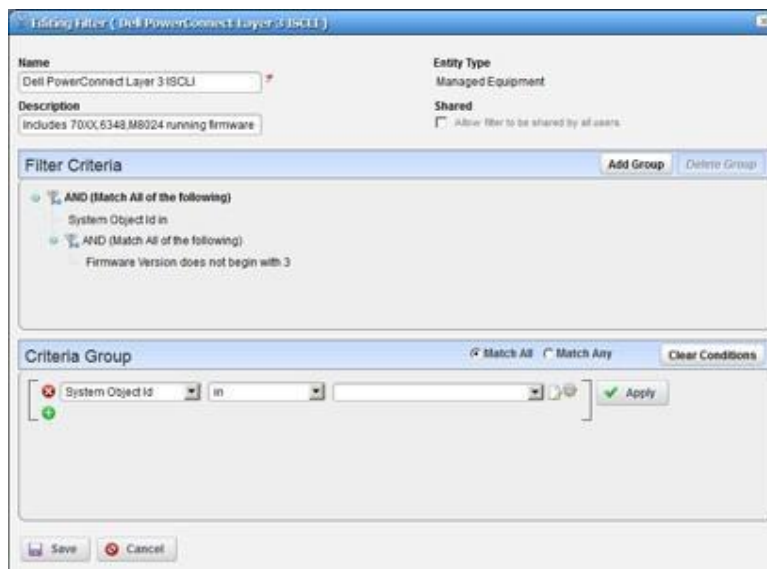 Editing Filter ( Dell PowerConnect Layer 3 ISCLI )
Name
Entity Type
Dell PowerConnect Layer 3 ISCLI
Managed Equipment
Description
Shared
Includes 70XX,6348,M8024 running firmware
Allow filter to be shared by all users
Filter Criteria
Add Group
Delete Group
AND (Match All of the following)
System Object Id in
AND (Match All of the following)
Firmware Version does not begin with 3
Criteria Group
Match All
Match Any
Clear Conditions
System Object Id
in
Apply
Save
Cancel